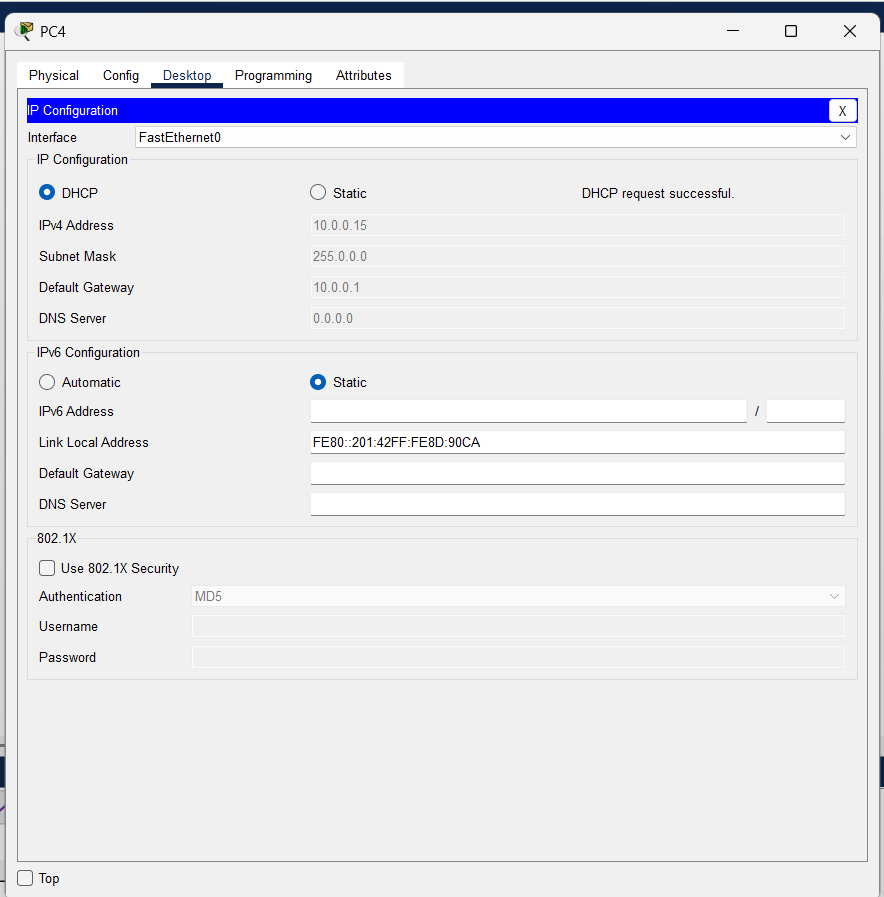 PC4
Physical Config Desktop Programming Attributes
IP Configuration X
Interface FastEthernet0
IP Configuration
DHCP Static DHCP request successful.
IPv4 Address 10.0.0.15
Subnet Mask 255.0.0.0
Default Gateway 10.0.0.1
DNS Server 0.0.0.0
IPv6 Configuration
Automatic Static
IPv6 Address /
Link Local Address FE80::201:42FF:FE8D:90CA
Default Gateway
DNS Server
802.1X
Use 802.1X Security
Authentication MD5
Username
Password
Top